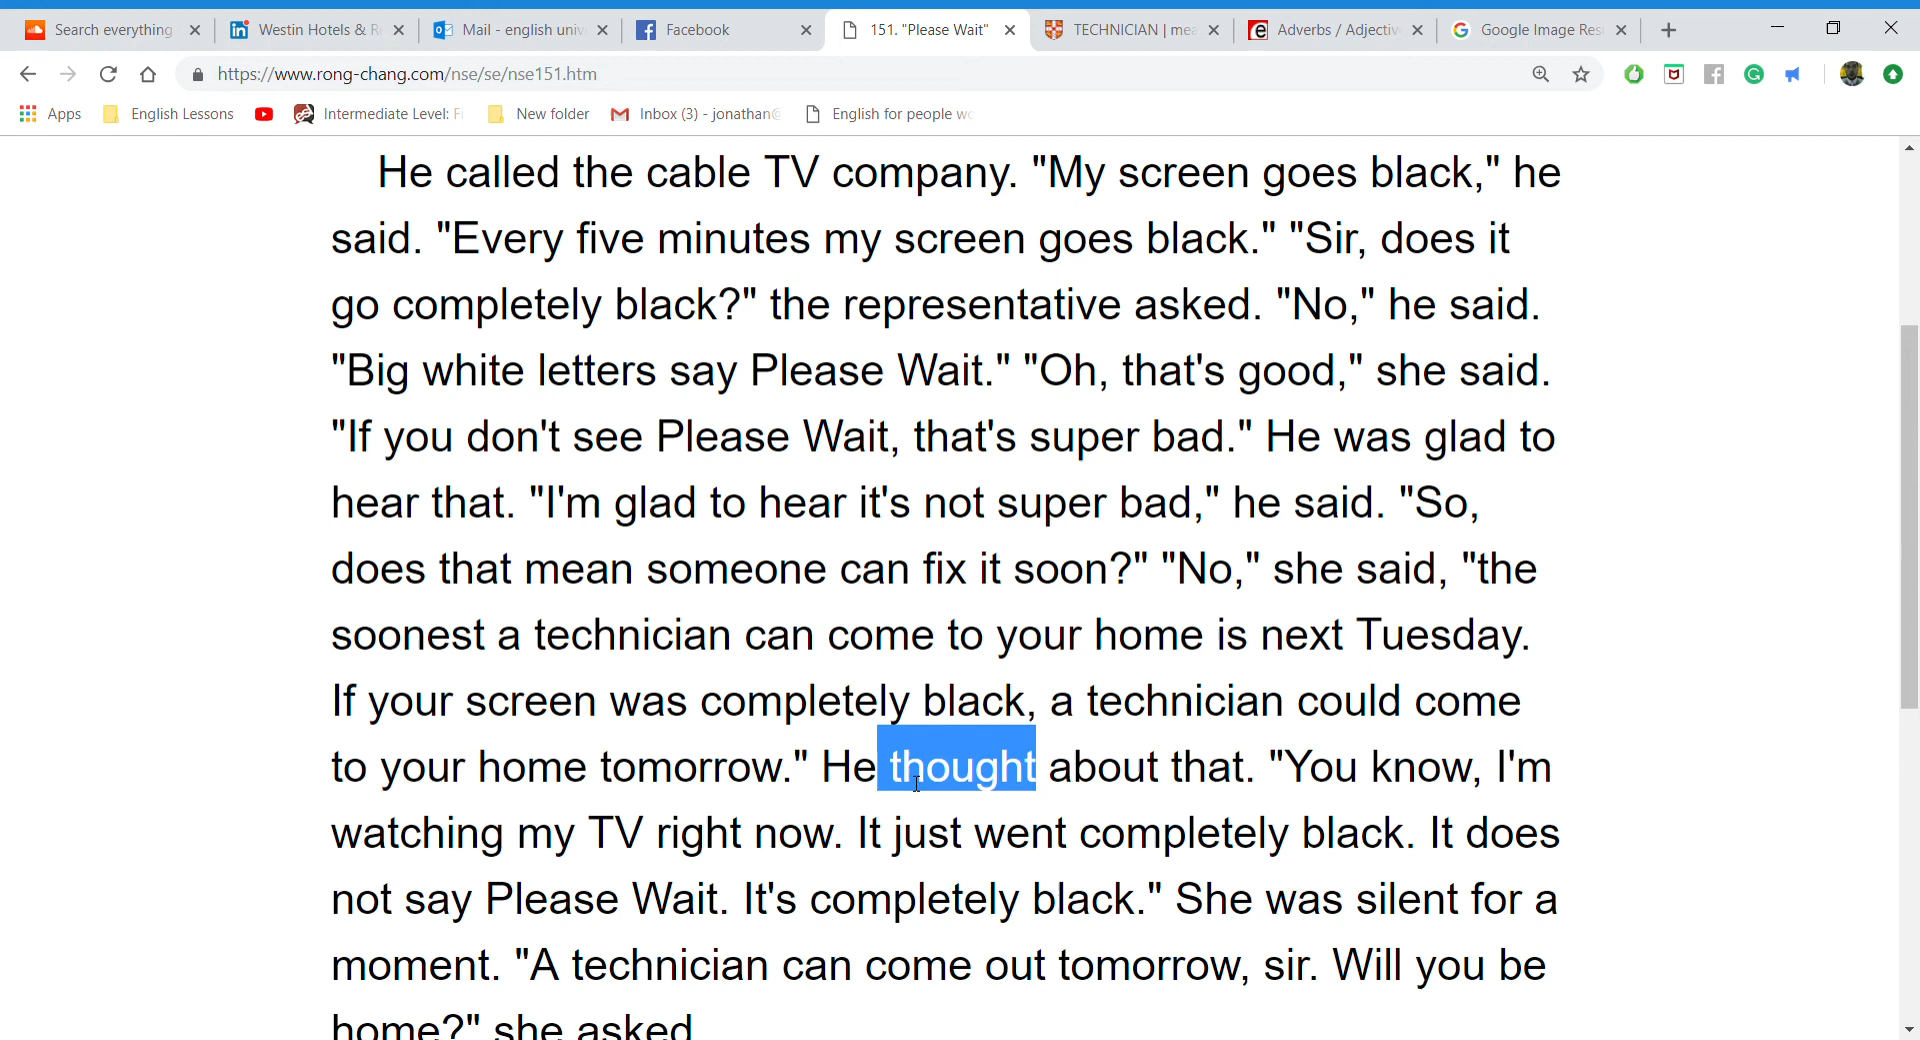 Search everything
Westin Hotels & R
Mail - english univ
Facebook
151. "Please Wait"
TECHNICIAN | mea
Adverbs / Adjectiv
Google Image Res
https://www.rong-chang.com/nse/se/nse151.htm
Apps
English Lessons
Intermediate Level: F
New folder
Inbox (3) - jonathan@
English for people wo
He called the cable TV company. "My screen goes black," he
said. "Every five minutes my screen goes black." "Sir, does it
go completely black?" the representative asked. "No," he said.
"Big white letters say Please Wait." "Oh, that's good," she said.
"If you don't see Please Wait, that's super bad." He was glad to
hear that. "I'm glad to hear it's not super bad," he said. "So,
does that mean someone can fix it soon?" "No," she said, "the
soonest a technician can come to your home is next Tuesday.
If your screen was completely black, a technician could come
to your home tomorrow." He thought about that. "You know, I'm
watching my TV right now. It just went completely black. It does
not say Please Wait. It's completely black." She was silent for a
moment. "A technician can come out tomorrow, sir. Will you be
home?" she asked